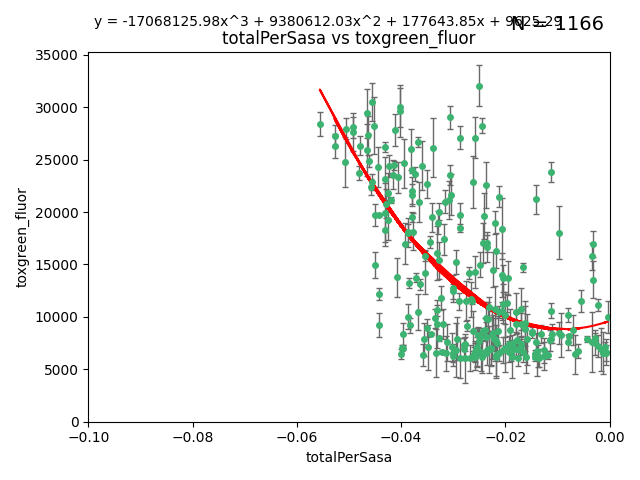 y = -17068125.98x^3 + 9380612.03x^2 + 177643.85x + 9625.29
N = 1166
totalPerSasa vs toxgreen_fluor
35000
30000
25000
20000
15000
10000
5000
0
toxgreen_fluor
−0.10 −0.08 −0.06 −0.04 −0.02 0.00
totalPerSasa